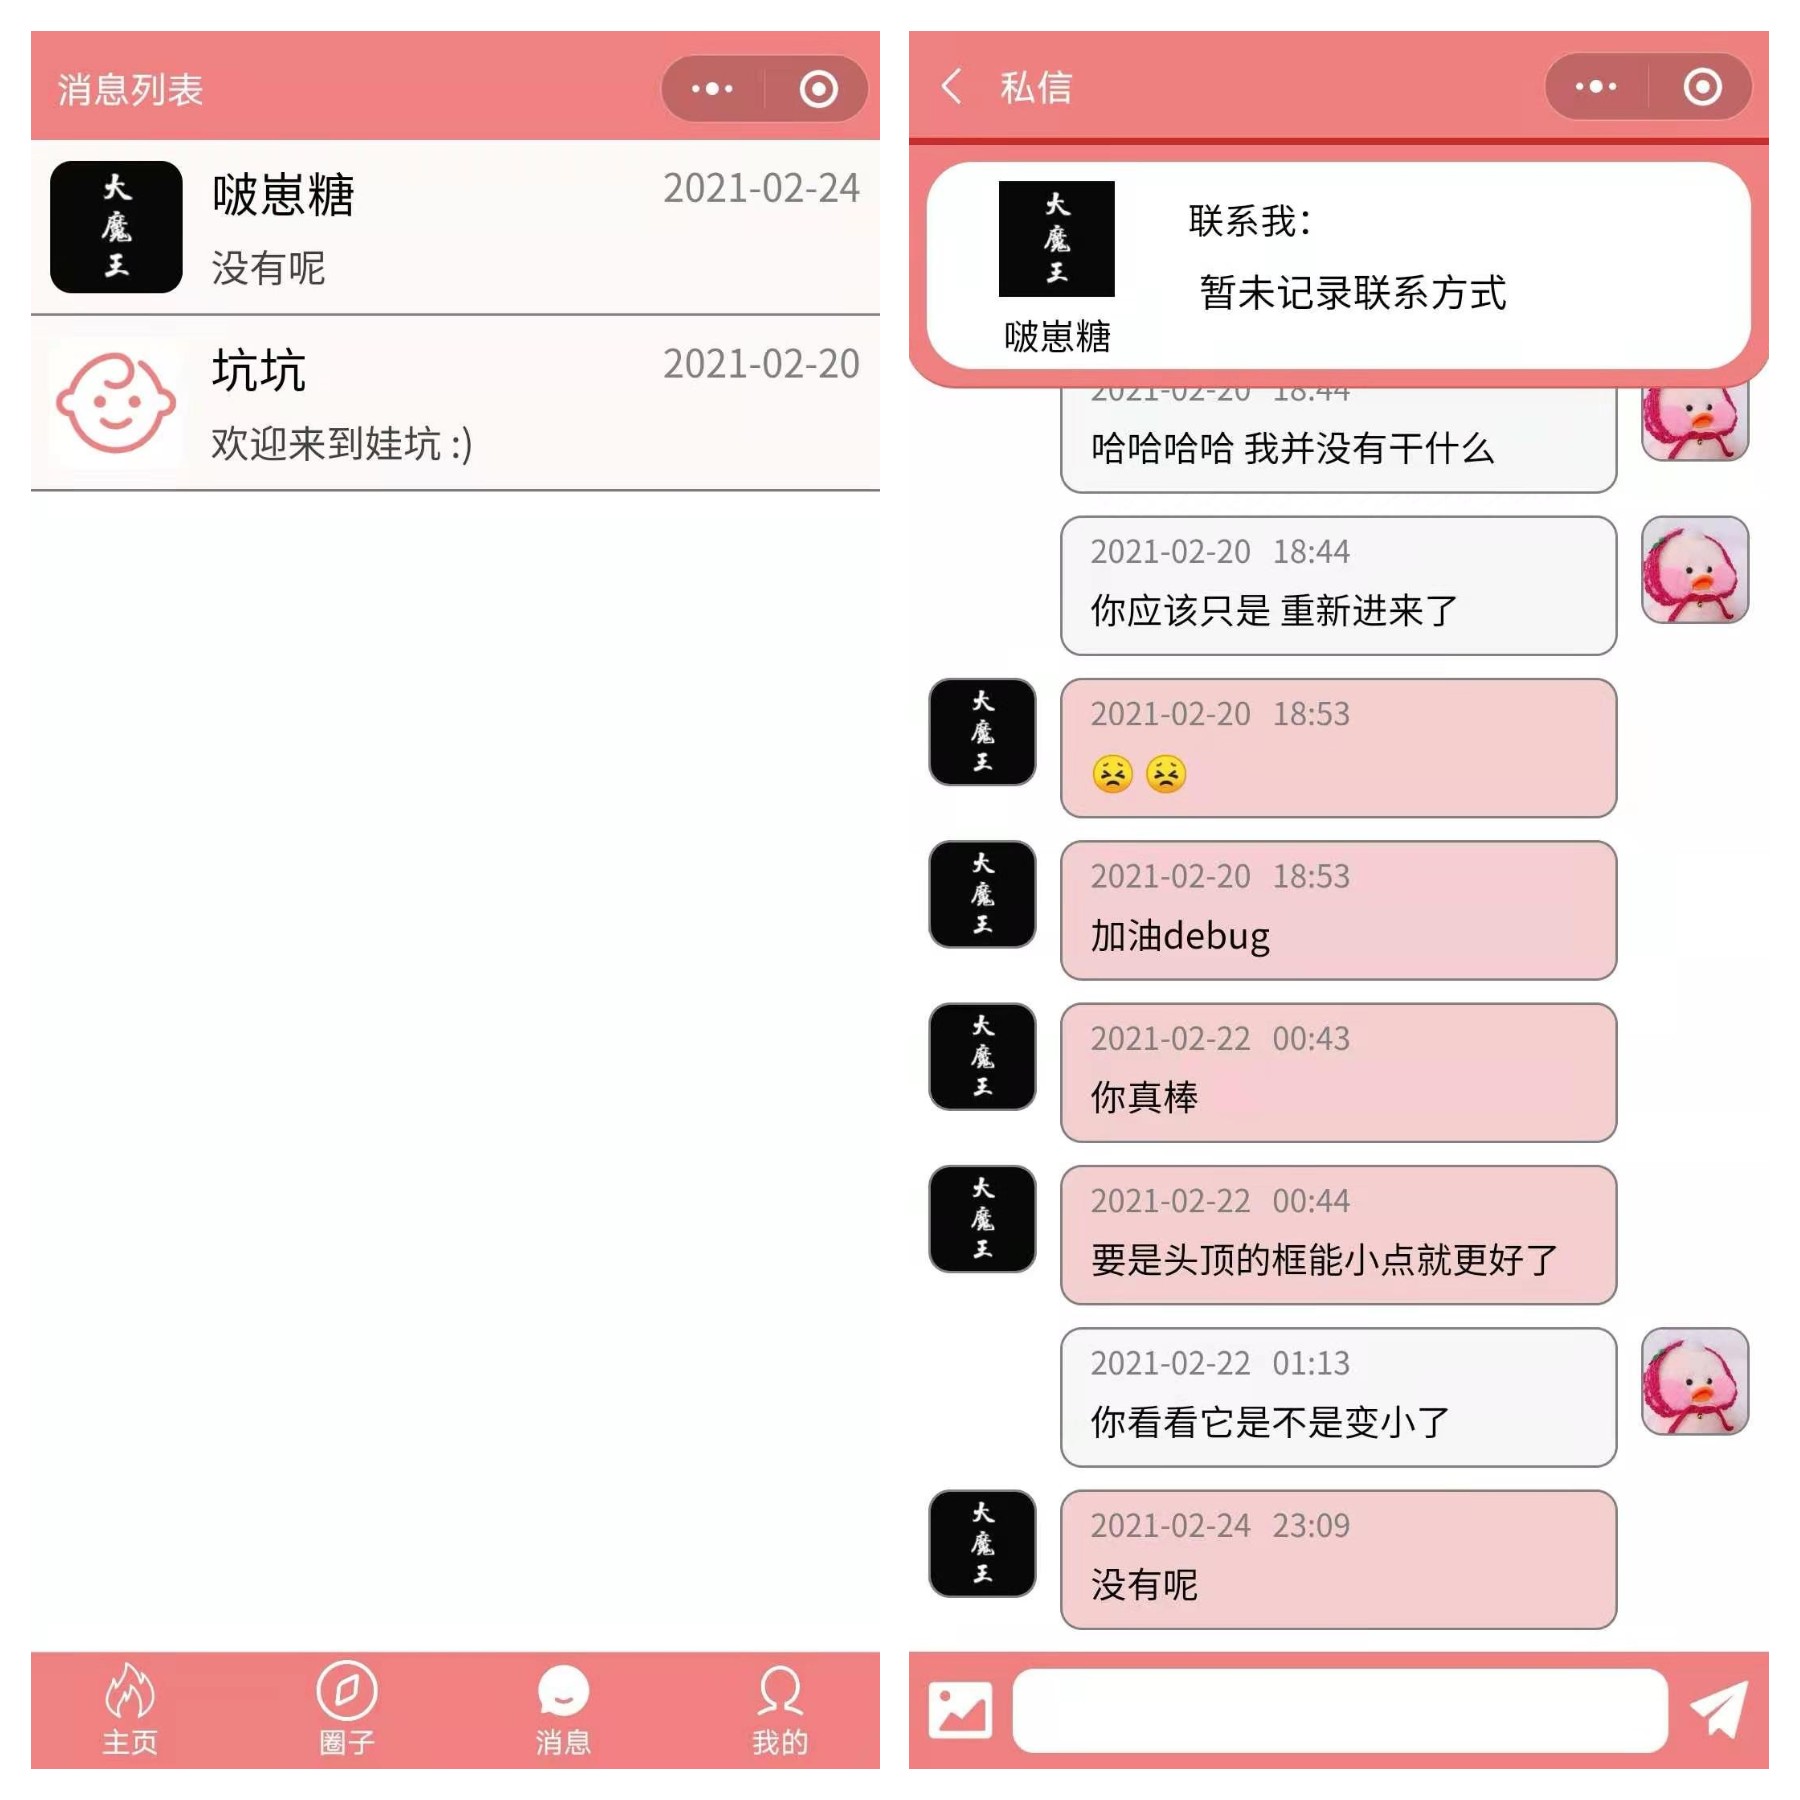 消息列表
大
魔
王
啵崽糖
2021-02-24
没有呢
坑坑
2021-02-20
欢迎来到娃坑 :)
主页
圈子
消息
我的
私信
大
魔
王
啵崽糖
联系我：
暂未记录联系方式
2021-02-20 18:44
哈哈哈哈 我并没有干什么
2021-02-20 18:44
你应该只是 重新进来了
大
魔
王
2021-02-20 18:53
😣 😣
大
魔
王
2021-02-20 18:53
加油debug
大
魔
王
2021-02-22 00:43
你真棒
大
魔
王
2021-02-22 00:44
要是头顶的框能小点就更好了
2021-02-22 01:13
你看看它是不是变小了
大
魔
王
2021-02-24 23:09
没有呢